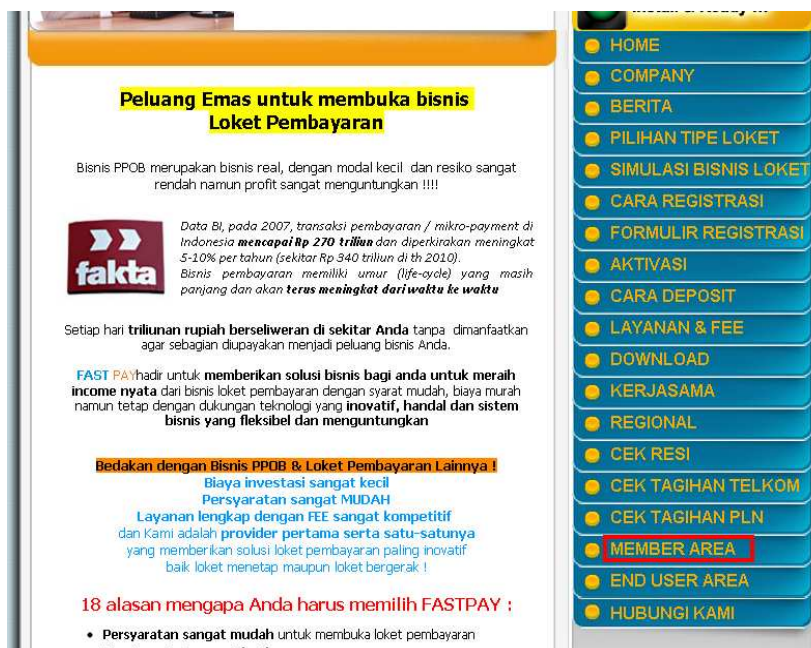 Peluang Emas untuk membuka bisnis
Loket Pembayaran
Bisnis PPOB merupakan bisnis real, dengan modal kecil dan resiko sangat
rendah namun profit sangat menguntungkan !!!!
fakta
Data BI, pada 2007, transaksi pembayaran / mikro-payment di
Indonesia mencapai Rp 270 triliun dan diperkirakan meningkat
5-10% per tahun (sekitar Rp 340 triliun di th 2010).
Bisnis pembayaran memiliki umur (life-cycle) yang masih
panjang dan akan terus meningkat dari waktu ke waktu
Setiap hari triliunan rupiah berseliweran di sekitar Anda tanpa dimanfaatkan
agar sebagian diupayakan menjadi peluang bisnis Anda.
FAST PAYhadir untuk memberikan solusi bisnis bagi anda untuk meraih
income nyata dari bisnis loket pembayaran dengan syarat mudah, biaya murah
namun tetap dengan dukungan teknologi yang inovatif, handal dan sistem
bisnis yang fleksibel dan menguntungkan
Bedakan dengan Bisnis PPOB & Loket Pembayaran Lainnya !
Biaya investasi sangat kecil
Persyaratan sangat MUDAH
Layanan lengkap dengan FEE sangat kompetitif
dan Kami adalah provider pertama serta satu-satunya
yang memberikan solusi loket pembayaran paling inovatif
baik loket menetap maupun loket bergerak !
18 alasan mengapa Anda harus memilih FASTPAY :
• Persyaratan sangat mudah untuk membuka loket pembayaran
HOME
COMPANY
BERITA
PILIHAN TIPE LOKET
SIMULASI BISNIS LOKET
CARA REGISTRASI
FORMULIR REGISTRASI
AKTIVASI
CARA DEPOSIT
LAYANAN & FEE
DOWNLOAD
KERJASAMA
REGIONAL
CEK RESI
CEK TAGIHAN TELKOM
CEK TAGIHAN PLN
MEMBER AREA
END USER AREA
HUBUNGI KAMI